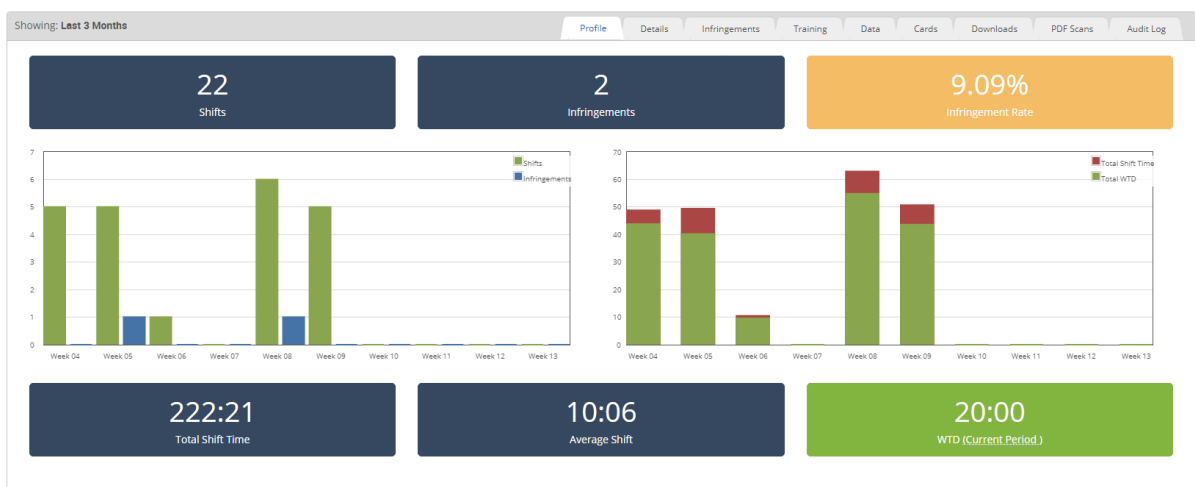 Showing: Last 3 Months
Profile
Details
Infringements
Training
Data
Cards
Downloads
PDF Scans
Audit Log
22
Shifts
2
Infringements
9.09%
Infringement Rate
7
6
5
4
3
2
1
0
Shifts
Infringements
Week 04
Week 05
Week 06
Week 07
Week 08
Week 09
Week 10
Week 11
Week 12
Week 13
70
60
50
40
30
20
10
0
Total Shift Time
Total WTD
Week 04
Week 05
Week 06
Week 07
Week 08
Week 09
Week 10
Week 11
Week 12
Week 13
222:21
Total Shift Time
10:06
Average Shift
20:00
WTD (Current Period )